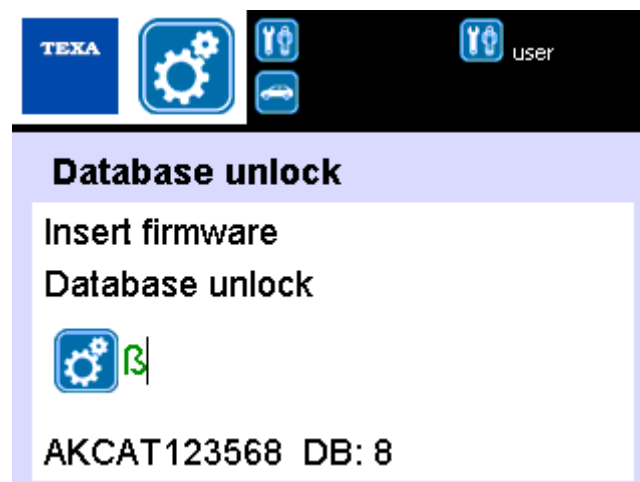 TEXA
user
Database unlock
Insert firmware
Database unlock
ß
AKCAT123568 DB: 8